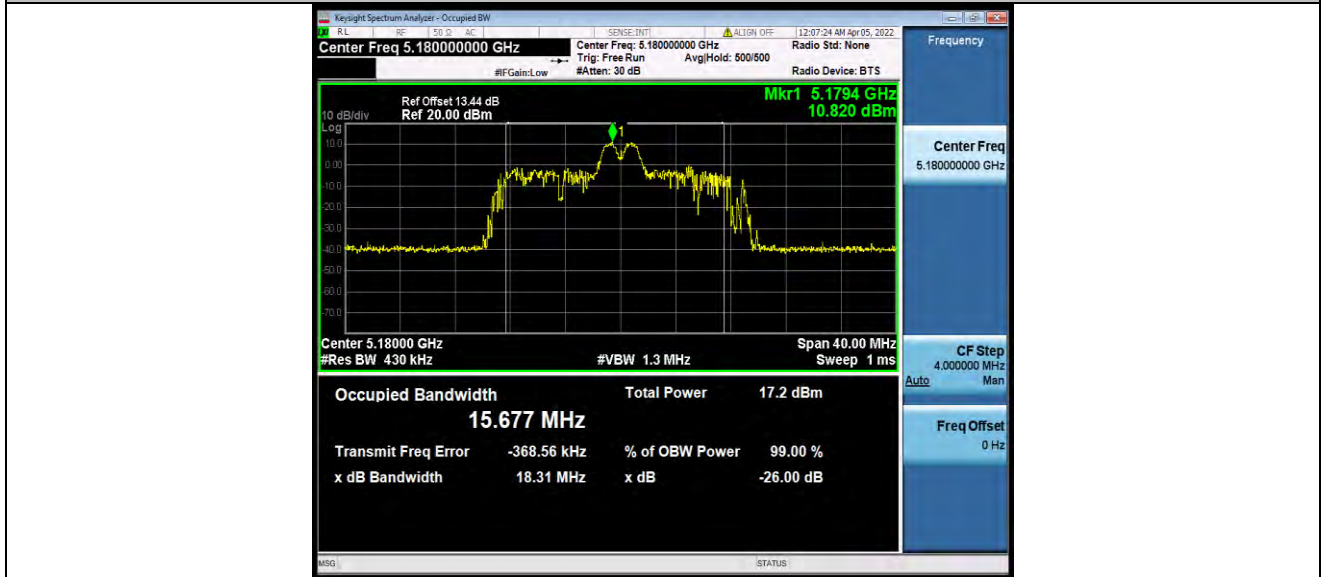 Keysight Spectrum Analyzer - Occupied BW
RL RF 50 Ω AC SENSE:INT ALIGN OFF 12:07:24 AM Apr 05, 2022
Center Freq 5.180000000 GHz
Center Freq: 5.180000000 GHz
Radio Std: None
Trig: Free Run
Avg|Hold: 500/500
#IFGain:Low
#Atten: 30 dB
Radio Device: BTS
Frequency
Mkr1 5.1794 GHz
10.820 dBm
Ref Offset 13.44 dB
10 dB/div
Ref 20.00 dBm
Log
1
10.0
0.00
-10.0
-20.0
-30.0
-40.0
-50.0
-60.0
-70.0
Center 5.18000 GHz
Span 40.00 MHz
#Res BW 430 kHz
#VBW 1.3 MHz
Sweep 1 ms
Center Freq
5.180000000 GHz
CF Step
4.000000 MHz
Auto Man
Freq Offset
0 Hz
Occupied Bandwidth
15.677 MHz
Total Power 17.2 dBm
Transmit Freq Error -368.56 kHz
% of OBW Power 99.00 %
x dB Bandwidth 18.31 MHz
x dB -26.00 dB
MSG
STATUS